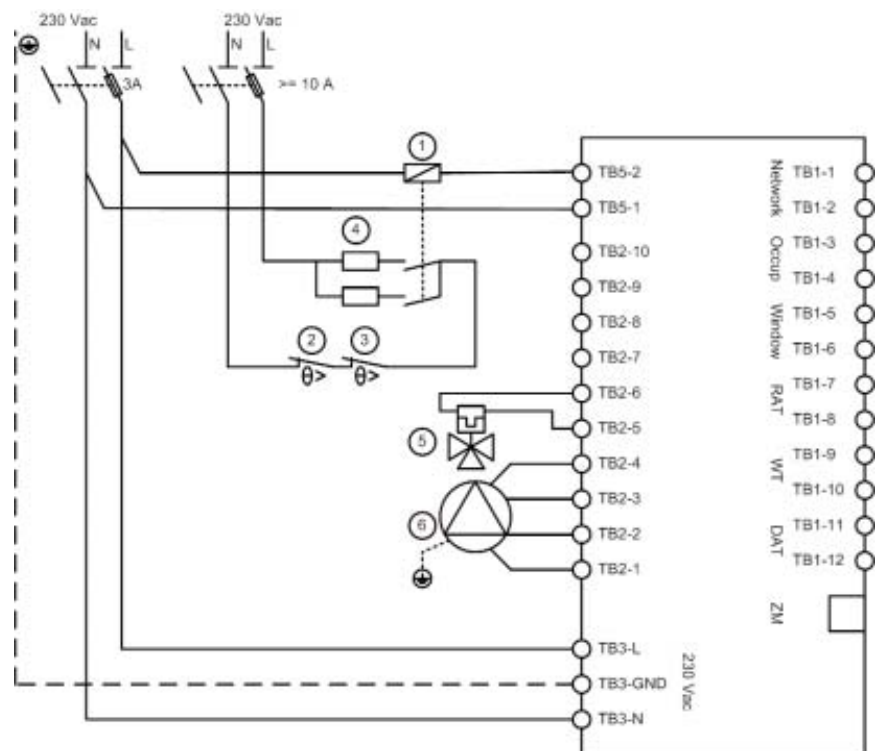 230 Vac
230 Vac
N
L
N
L
3A
>= 10 A
1
TB5-2
TB5-1
4
TB2-10
TB2-9
TB2-8
TB2-7
2
3
θ>
θ>
TB2-6
TB2-5
5
TB2-4
TB2-3
6
TB2-2
TB2-1
TB3-L
TB3-GND
TB3-N
230 Vac
Network
Occup
Window
RAT
WT
DAT
ZM
TB1-1
TB1-2
TB1-3
TB1-4
TB1-5
TB1-6
TB1-7
TB1-8
TB1-9
TB1-10
TB1-11
TB1-12